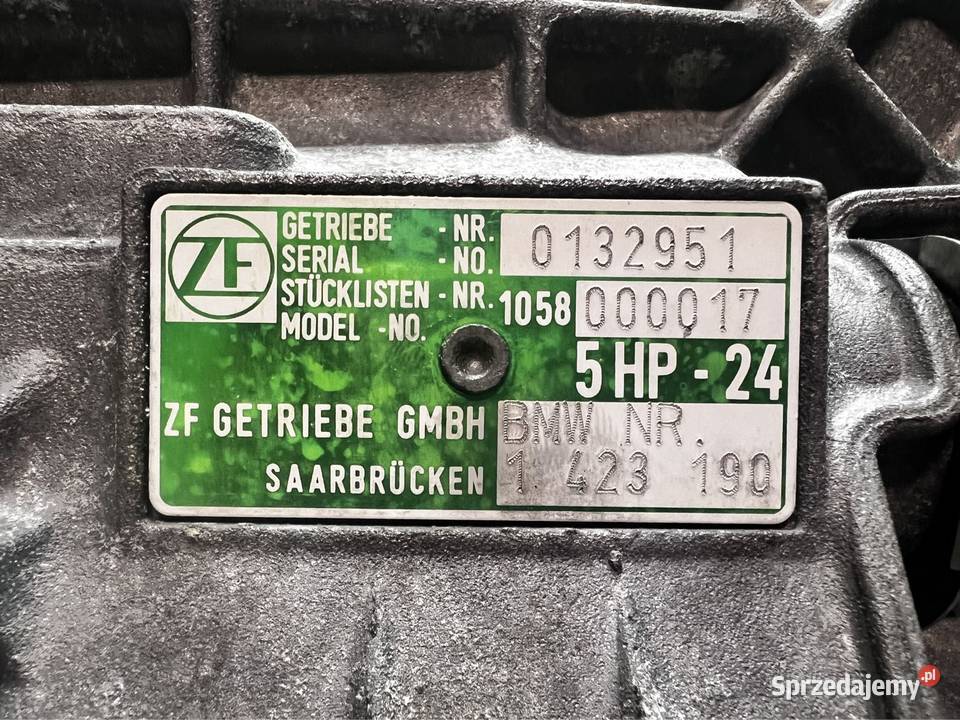 ZF
GETRIEBE - NR. 0132951
SERIAL - NO.
STÜCKLISTEN - NR. 1058 000017
MODEL - NO.
5 HP - 24
ZF GETRIEBE GMBH BMW NR.
SAARBRÜCKEN 1 423 190
Sprzedajemy.pl